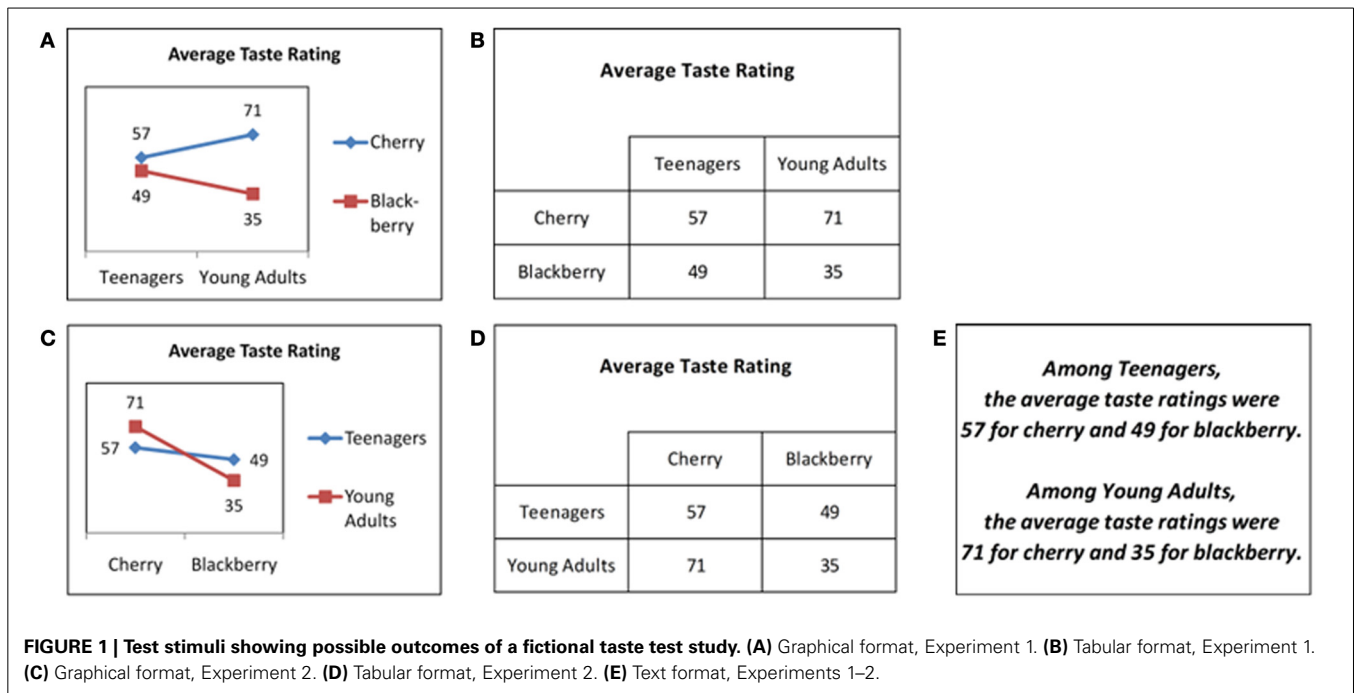 A
Average Taste Rating
71
57
49
35
Cherry
Black-
berry
Teenagers Young Adults
B
Average Taste Rating
Teenagers Young Adults
Cherry 57 71
Blackberry 49 35
C
Average Taste Rating
71
57
49
35
Teenagers
Young
Adults
Cherry Blackberry
D
Average Taste Rating
Cherry Blackberry
Teenagers 57 49
Young Adults 71 35
E
Among Teenagers,
the average taste ratings were
57 for cherry and 49 for blackberry.
Among Young Adults,
the average taste ratings were
71 for cherry and 35 for blackberry.
FIGURE 1 | Test stimuli showing possible outcomes of a fictional taste test study. (A) Graphical format, Experiment 1. (B) Tabular format, Experiment 1.
(C) Graphical format, Experiment 2. (D) Tabular format, Experiment 2. (E) Text format, Experiments 1–2.